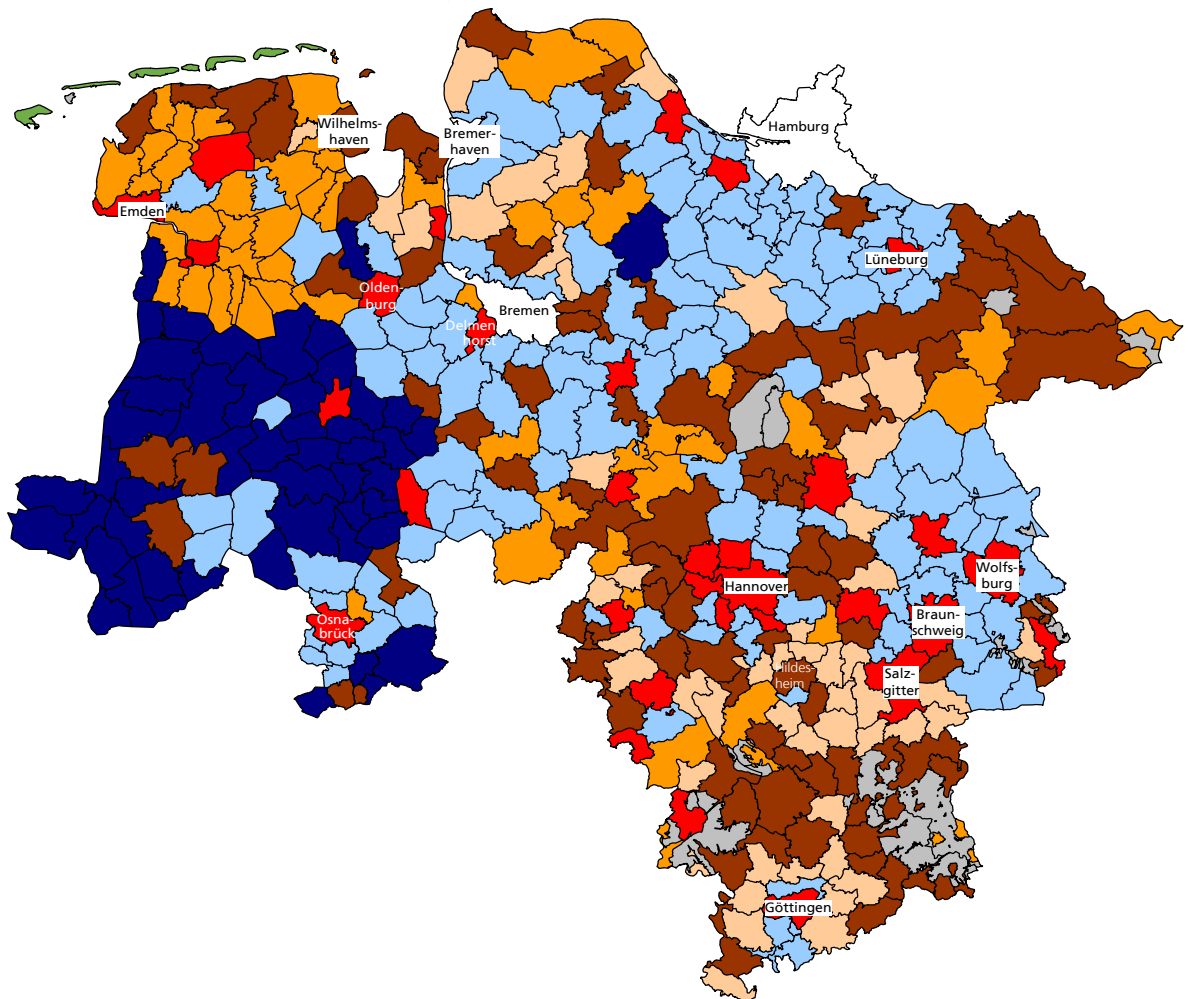 Wilhelms-
haven
Bremer-
haven
Hamburg
Emden
Lüneburg
Olden-
burg
Bremen
Delmen
horst
Hannover
Wolfs-
burg
Osna-
brück
Braun-
schweig
Hildes-
heim
Salz-
gitter
Göttingen